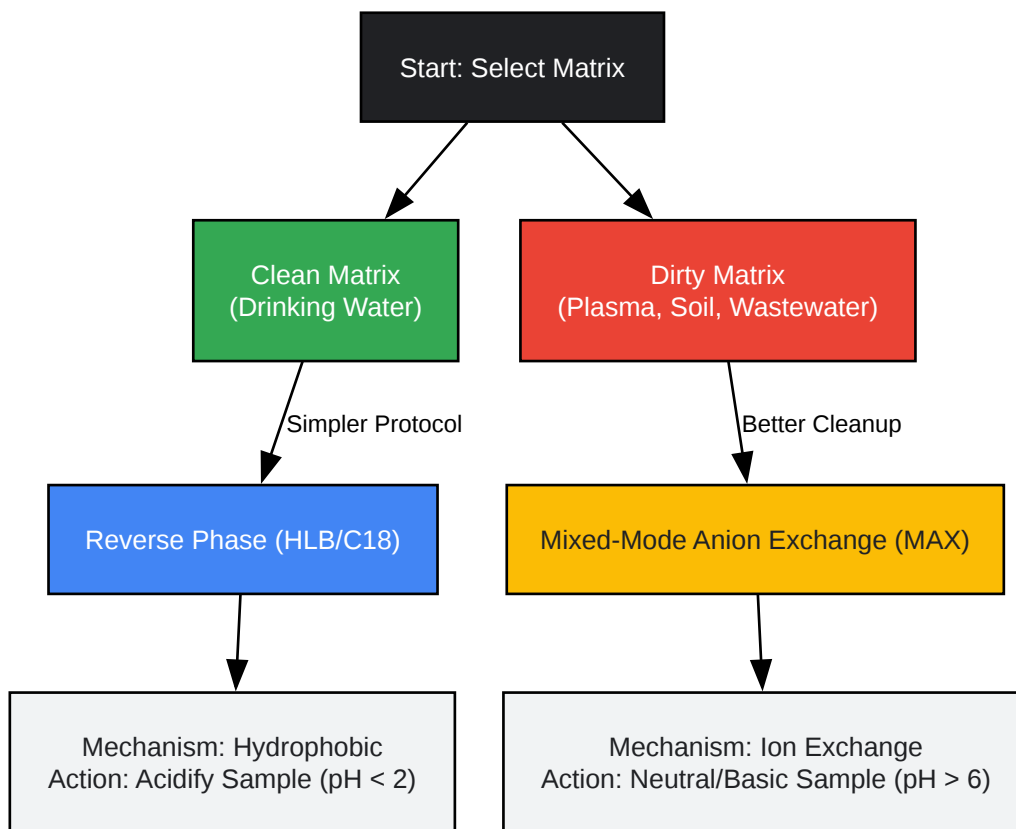 Start: Select Matrix
Clean Matrix
(Drinking Water)
Dirty Matrix
(Plasma, Soil, Wastewater)
Simpler Protocol
Better Cleanup
Reverse Phase (HLB/C18)
Mixed-Mode Anion Exchange (MAX)
Mechanism: Hydrophobic
Action: Acidify Sample (pH < 2)
Mechanism: Ion Exchange
Action: Neutral/Basic Sample (pH > 6)